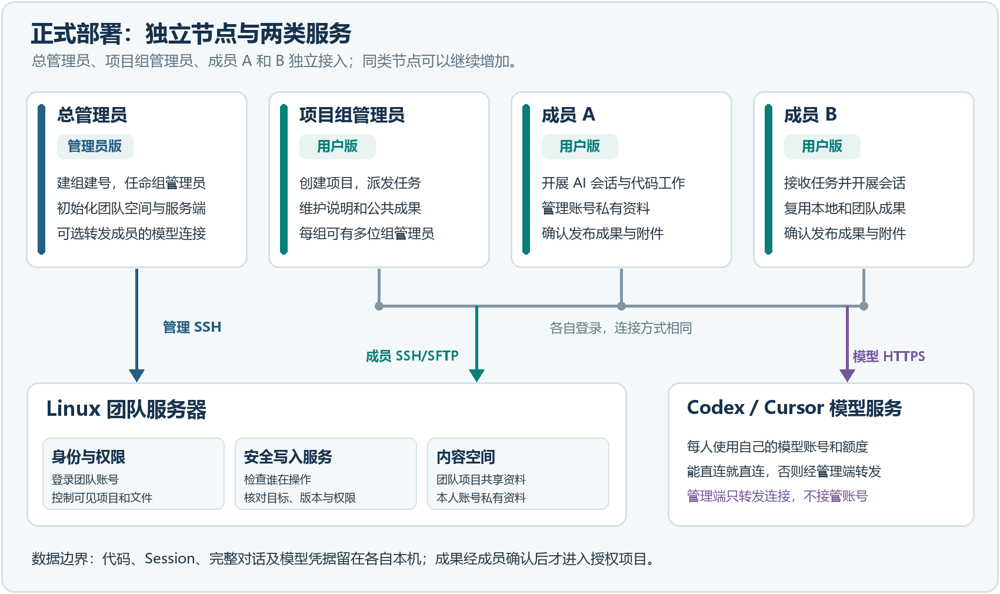 正式部署：独立节点与两类服务
总管理员、项目组管理员、成员 A 和 B 独立接入；同类节点可以继续增加。
总管理员
管理员版
建组建号，任命组管理员
初始化团队空间与服务端
可选转发成员的模型连接
项目组管理员
用户版
创建项目，派发任务
维护说明和公共成果
每组可有多位组管理员
成员 A
用户版
开展 AI 会话与代码工作
管理账号私有资料
确认发布成果与附件
成员 B
用户版
接收任务并开展会话
复用本地和团队成果
确认发布成果与附件
管理 SSH
各自登录，连接方式相同
成员 SSH/SFTP
模型 HTTPS
Linux 团队服务器
身份与权限
登录团队账号
控制可见项目和文件
安全写入服务
检查谁在操作
核对目标、版本与权限
内容空间
团队项目共享资料
本人账号私有资料
Codex / Cursor 模型服务
每人使用自己的模型账号和额度
能直连就直连，否则经管理端转发
管理端只转发连接，不接管账号
数据边界：代码、Session、完整对话及模型凭据留在各自本机；成果经成员确认后才进入授权项目。